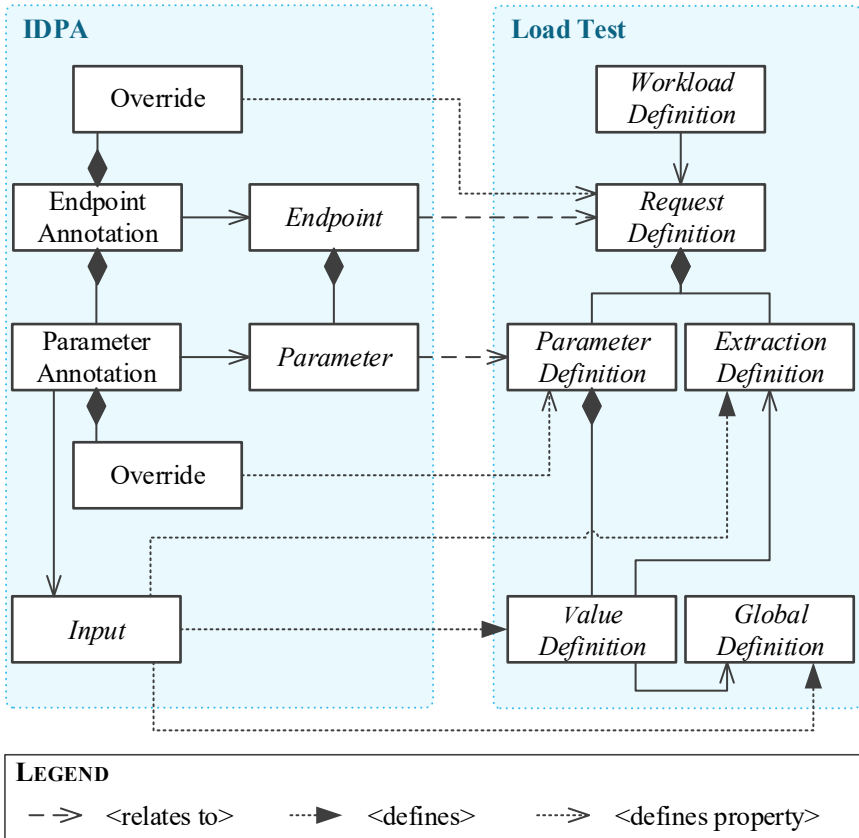 IDPA
Load Test
Override
Workload
Definition
Endpoint
Annotation
Endpoint
Request
Definition
Parameter
Annotation
Parameter
Parameter
Definition
Extraction
Definition
Override
Input
Value
Definition
Global
Definition
LEGEND
<relates to>
<defines>
<defines property>